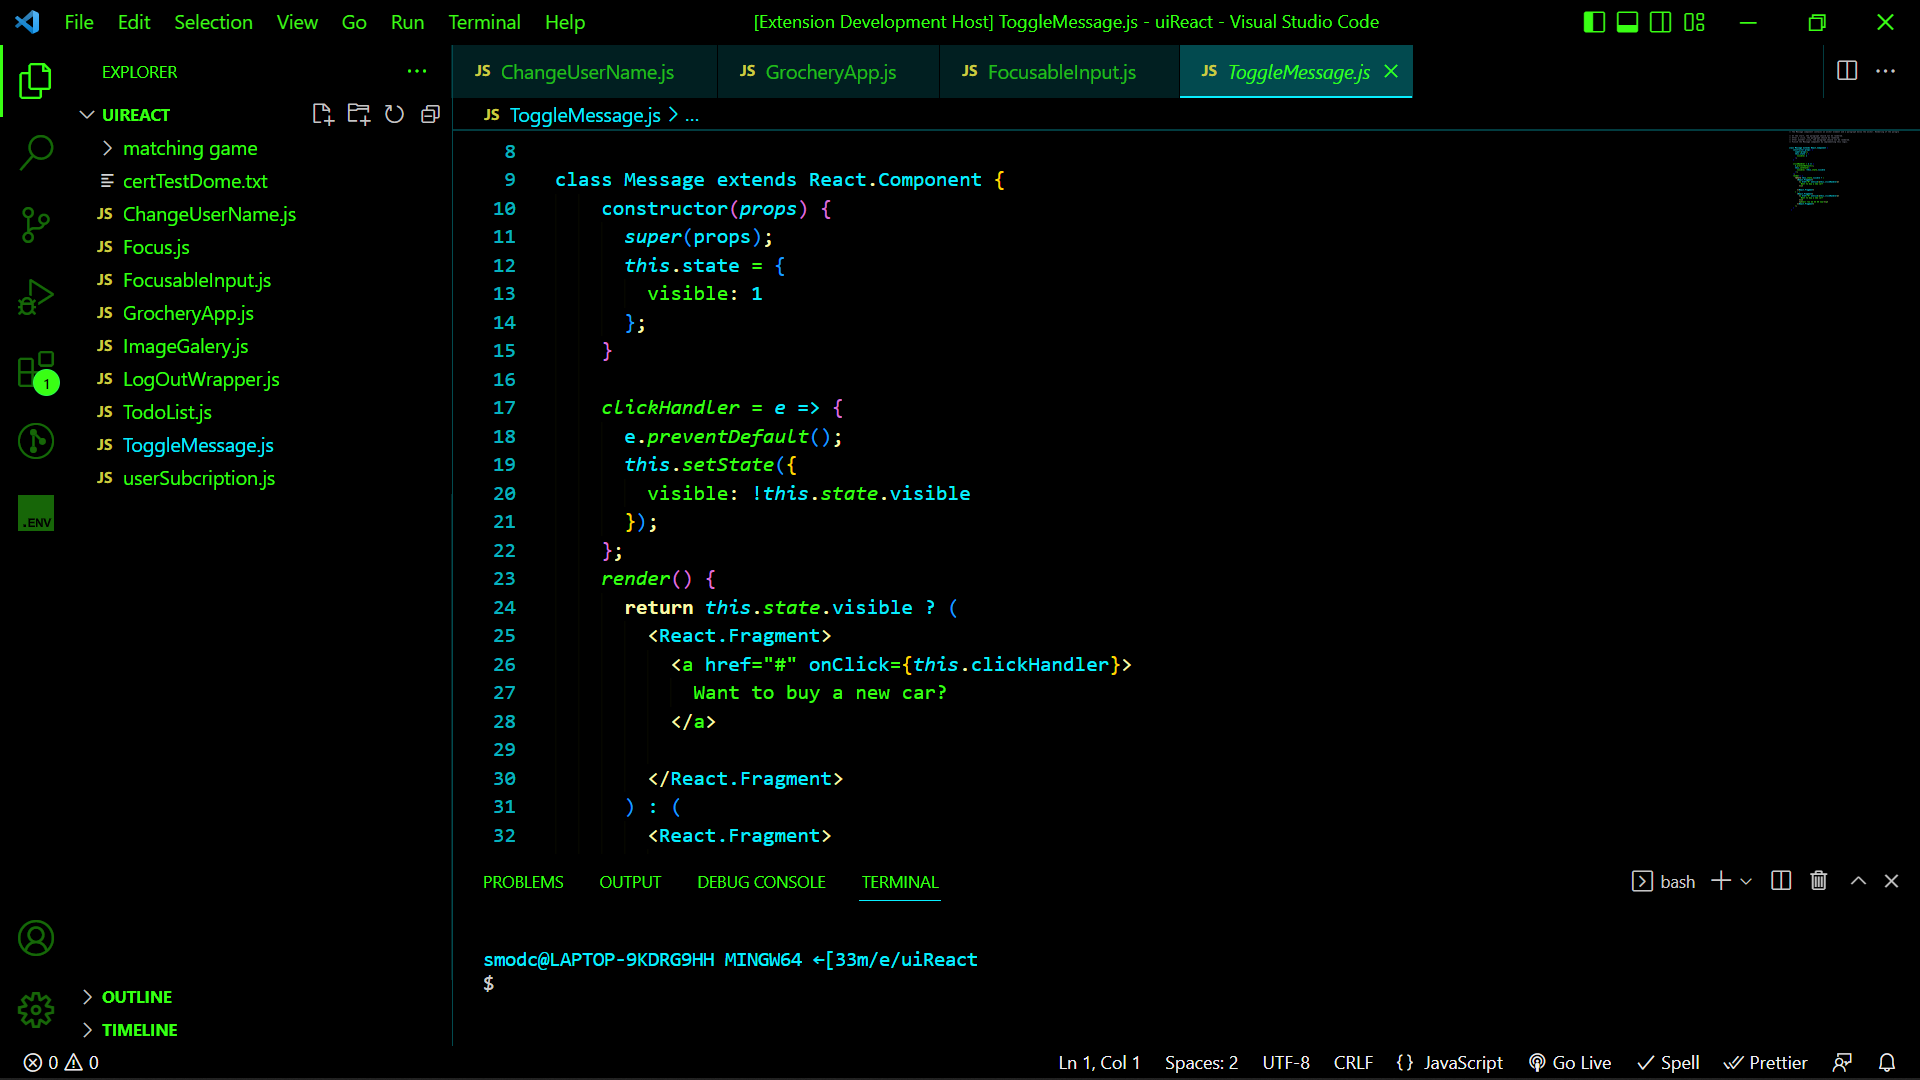 File Edit Selection View Go Run Terminal Help
[Extension Development Host] ToggleMessage.js - uiReact - Visual Studio Code
EXPLORER
UIREACT
matching game
certTestDome.txt
JS ChangeUserName.js
JS Focus.js
JS FocusableInput.js
JS GrocheryApp.js
JS ImageGalery.js
JS LogOutWrapper.js
JS TodoList.js
JS ToggleMessage.js
JS userSubcription.js
1
.ENV
OUTLINE
TIMELINE
JS ChangeUserName.js
JS GrocheryApp.js
JS FocusableInput.js
JS ToggleMessage.js
JS ToggleMessage.js > ...
8
9 class Message extends React.Component {
10 constructor(props) {
11 super(props);
12 this.state = {
13 visible: 1
14 };
15 }
16
17 clickHandler = e => {
18 e.preventDefault();
19 this.setState({
20 visible: !this.state.visible
21 });
22 };
23 render() {
24 return this.state.visible ? (
25 <React.Fragment>
26 <a href="#" onClick={this.clickHandler}>
27 Want to buy a new car?
28 </a>
29
30 </React.Fragment>
31 ) : (
32 <React.Fragment>
PROBLEMS OUTPUT DEBUG CONSOLE TERMINAL
bash
smodc@LAPTOP-9KDRG9HH MINGW64 ←[33m/e/uiReact
$
0 0
Ln 1, Col 1 Spaces: 2 UTF-8 CRLF {} JavaScript Go Live Spell Prettier